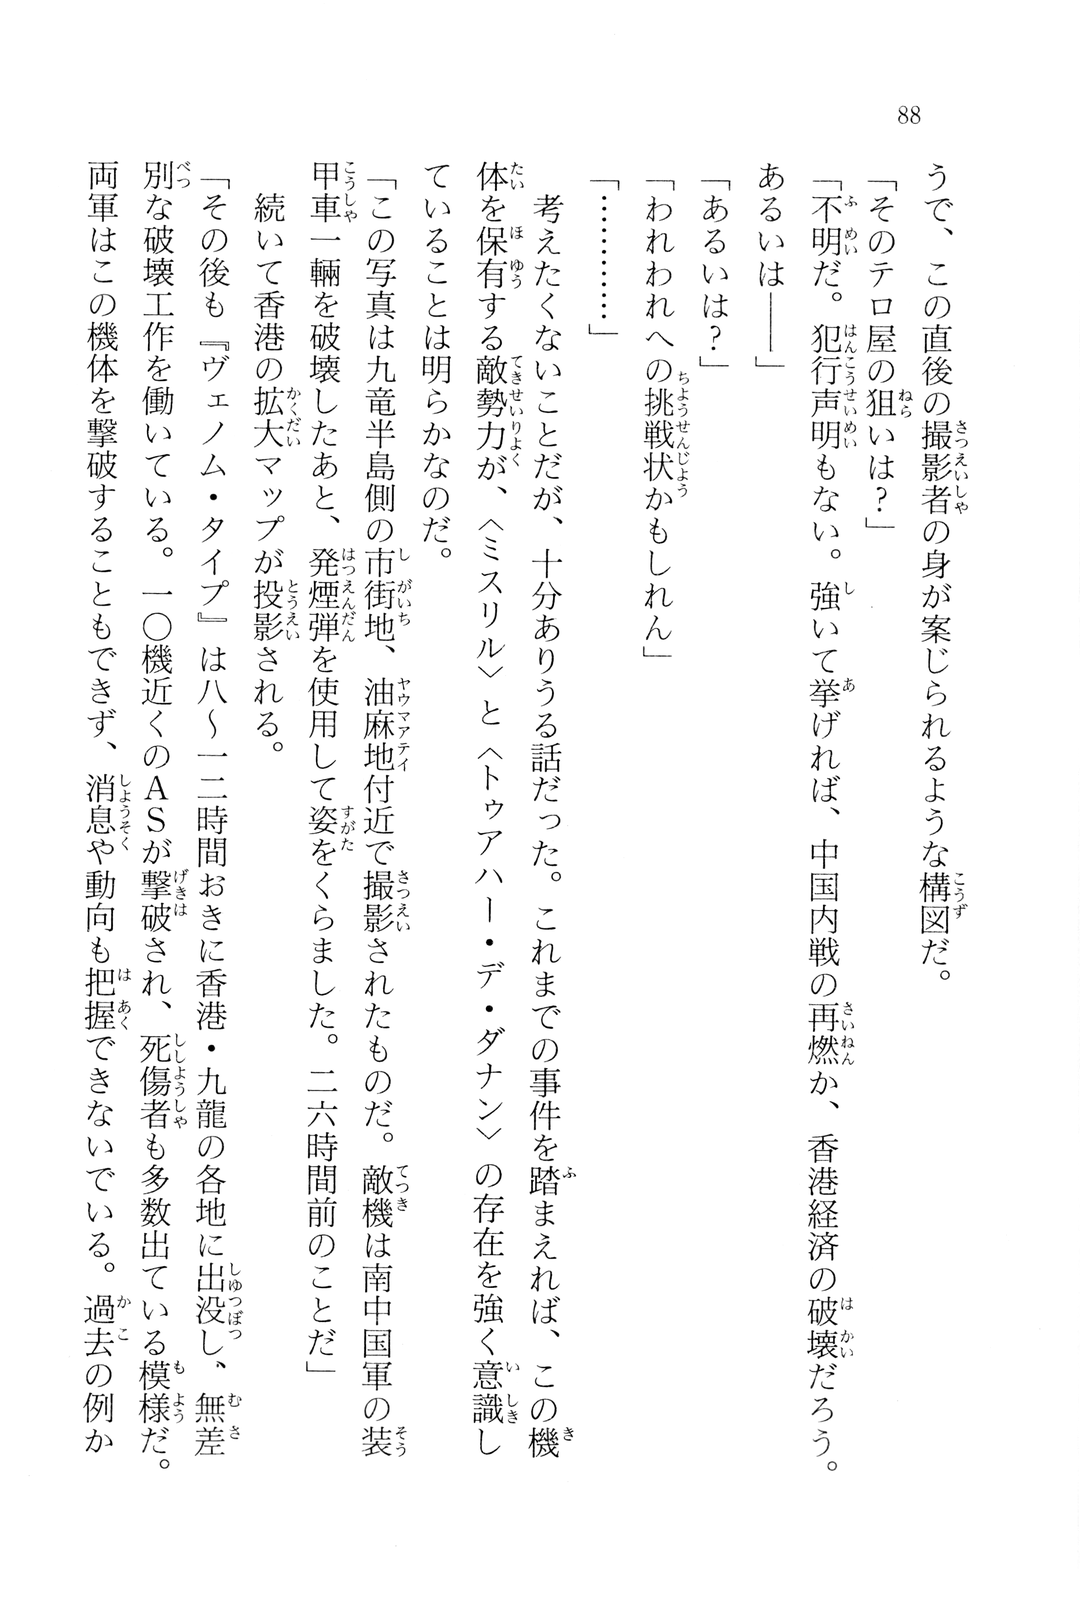 88
うで、この直後の撮影者の身が案じられるような構図だ。
「そのテロ屋の狙いは？」
「不明だ。犯行声明もない。強いて挙げれば、中国内戦の再燃か、香港経済の破壊だろう。
あるいは――」
「あるいは？」
「われわれへの挑戦状かもしれん」
「…………」
　考えたくないことだが、十分ありうる話だった。これまでの事件を踏まえれば、この機
体を保有する敵勢力が、〈ミスリル〉と〈トゥアハー・デ・ダナン〉の存在を強く意識し
ていることは明らかなのだ。
「この写真は九竜半島側の市街地、油麻地付近で撮影されたものだ。敵機は南中国軍の装
甲車一輛を破壊したあと、発煙弾を使用して姿をくらました。二六時間前のことだ」
　続いて香港の拡大マップが投影される。
「その後も『ヴェノム・タイプ』は八〜一二時間おきに香港・九龍の各地に出没し、無差
別な破壊工作を働いている。一〇機近くのＡＳが撃破され、死傷者も多数出ている模様だ。
両軍はこの機体を撃破することもできず、消息や動向も把握できないでいる。過去の例か